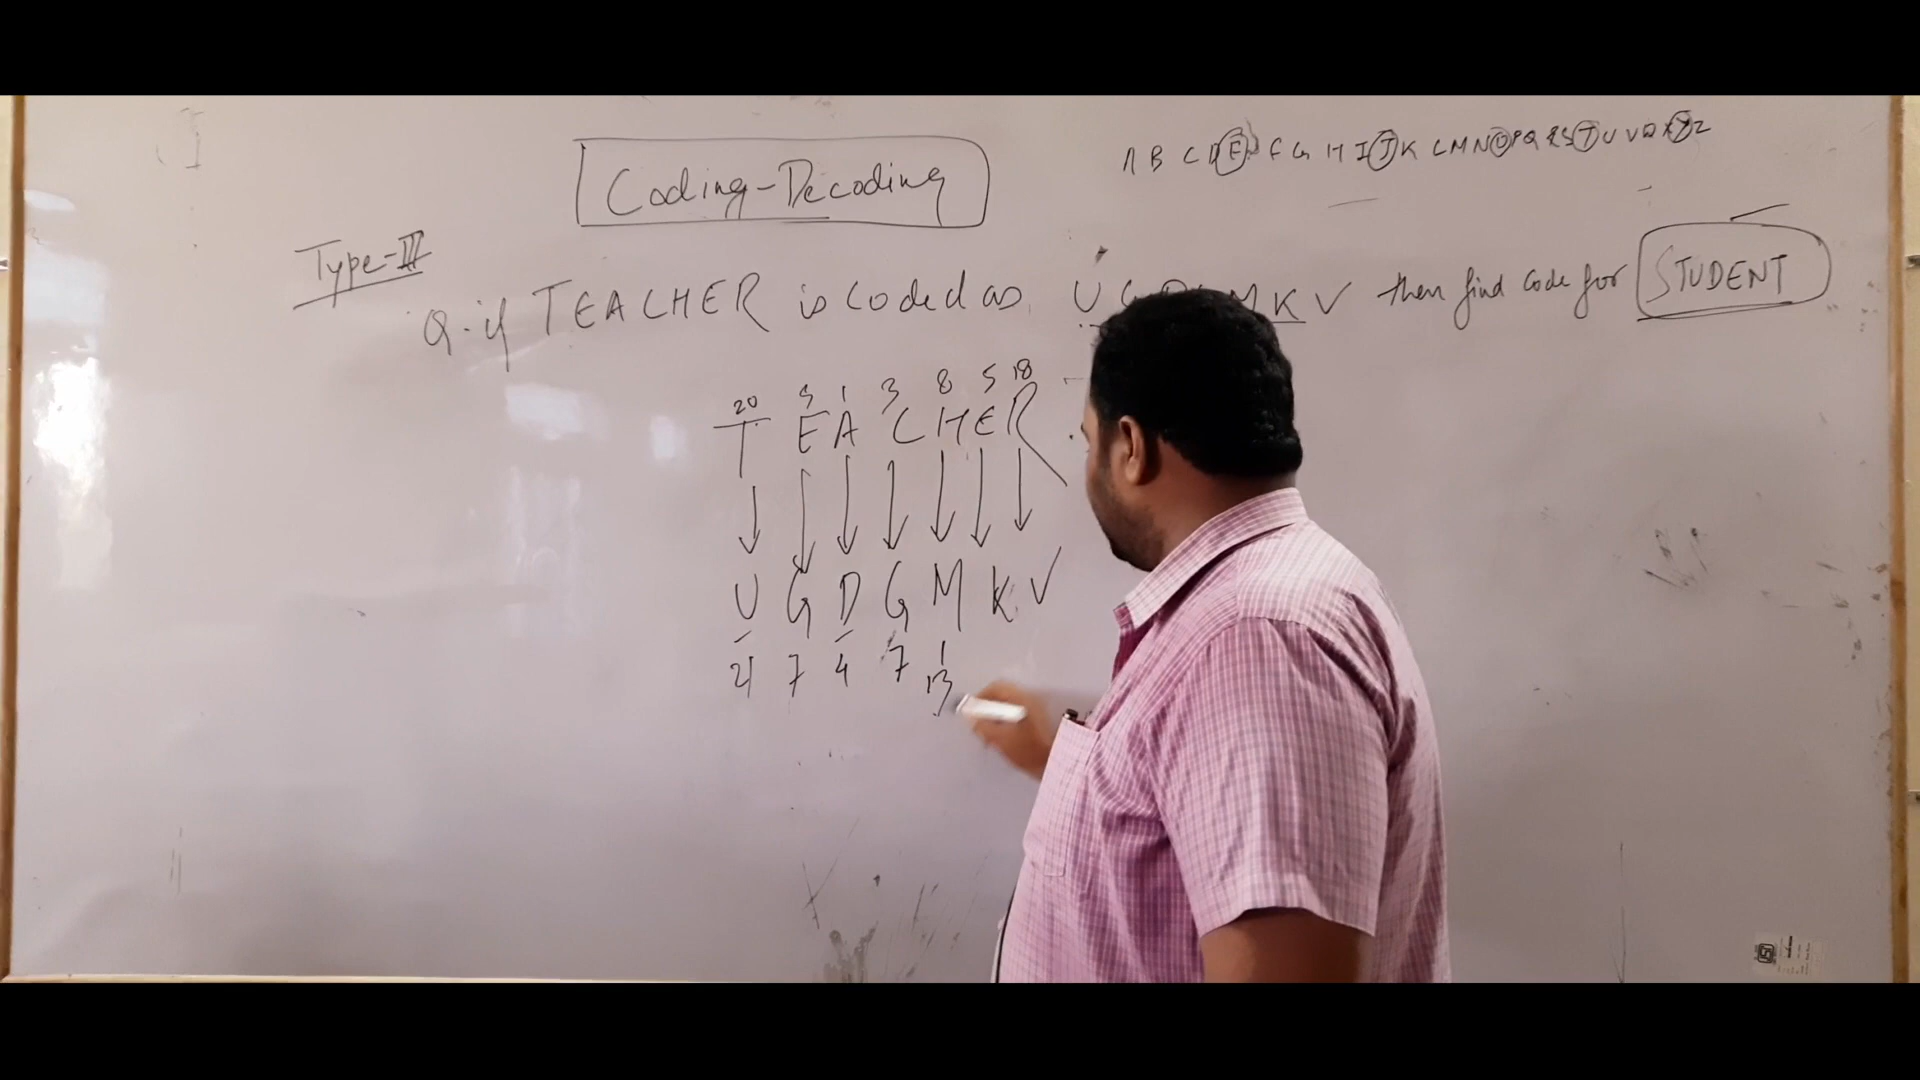 Coding-Decoding
A B C D E F G H I J K L M N O P Q R S T U V W X Y Z
Type-III
Q. if TEACHER is coded as U G D G M K V then find code for STUDENT
20 5 1 3 8 5 18
T E A C H E R
U G D G M K V
21 7 4 7 13